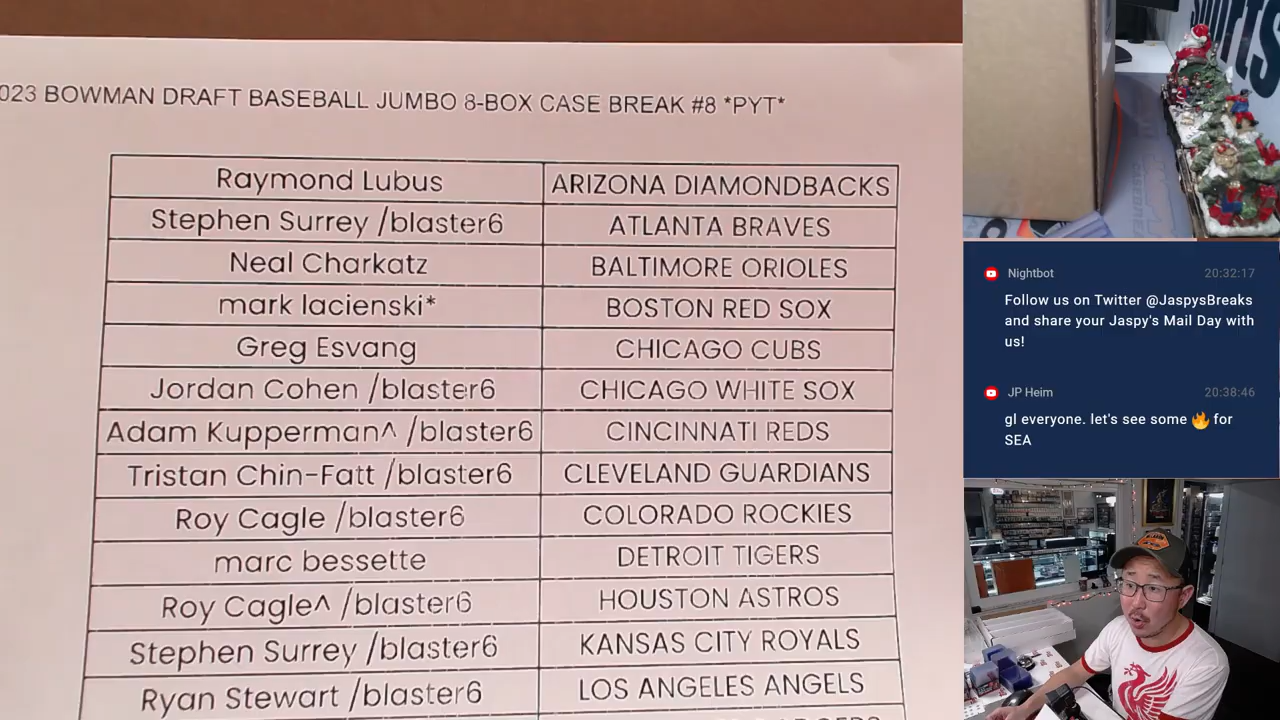 023 BOWMAN DRAFT BASEBALL JUMBO 8-BOX CASE BREAK #8 *PYT*
Raymond Lubus ARIZONA DIAMONDBACKS
Stephen Surrey /blaster6 ATLANTA BRAVES
Neal Charkatz BALTIMORE ORIOLES
mark lacienski* BOSTON RED SOX
Greg Esvang CHICAGO CUBS
Jordan Cohen /blaster6 CHICAGO WHITE SOX
Adam Kupperman^ /blaster6 CINCINNATI REDS
Tristan Chin-Fatt /blaster6 CLEVELAND GUARDIANS
Roy Cagle /blaster6 COLORADO ROCKIES
marc bessette DETROIT TIGERS
Roy Cagle^ /blaster6 HOUSTON ASTROS
Stephen Surrey /blaster6 KANSAS CITY ROYALS
Ryan Stewart /blaster6 LOS ANGELES ANGELS
Nightbot 20:32:17
Follow us on Twitter @JaspysBreaks
and share your Jaspy's Mail Day with
us!
JP Heim 20:38:46
gl everyone. let's see some 🔥 for
SEA